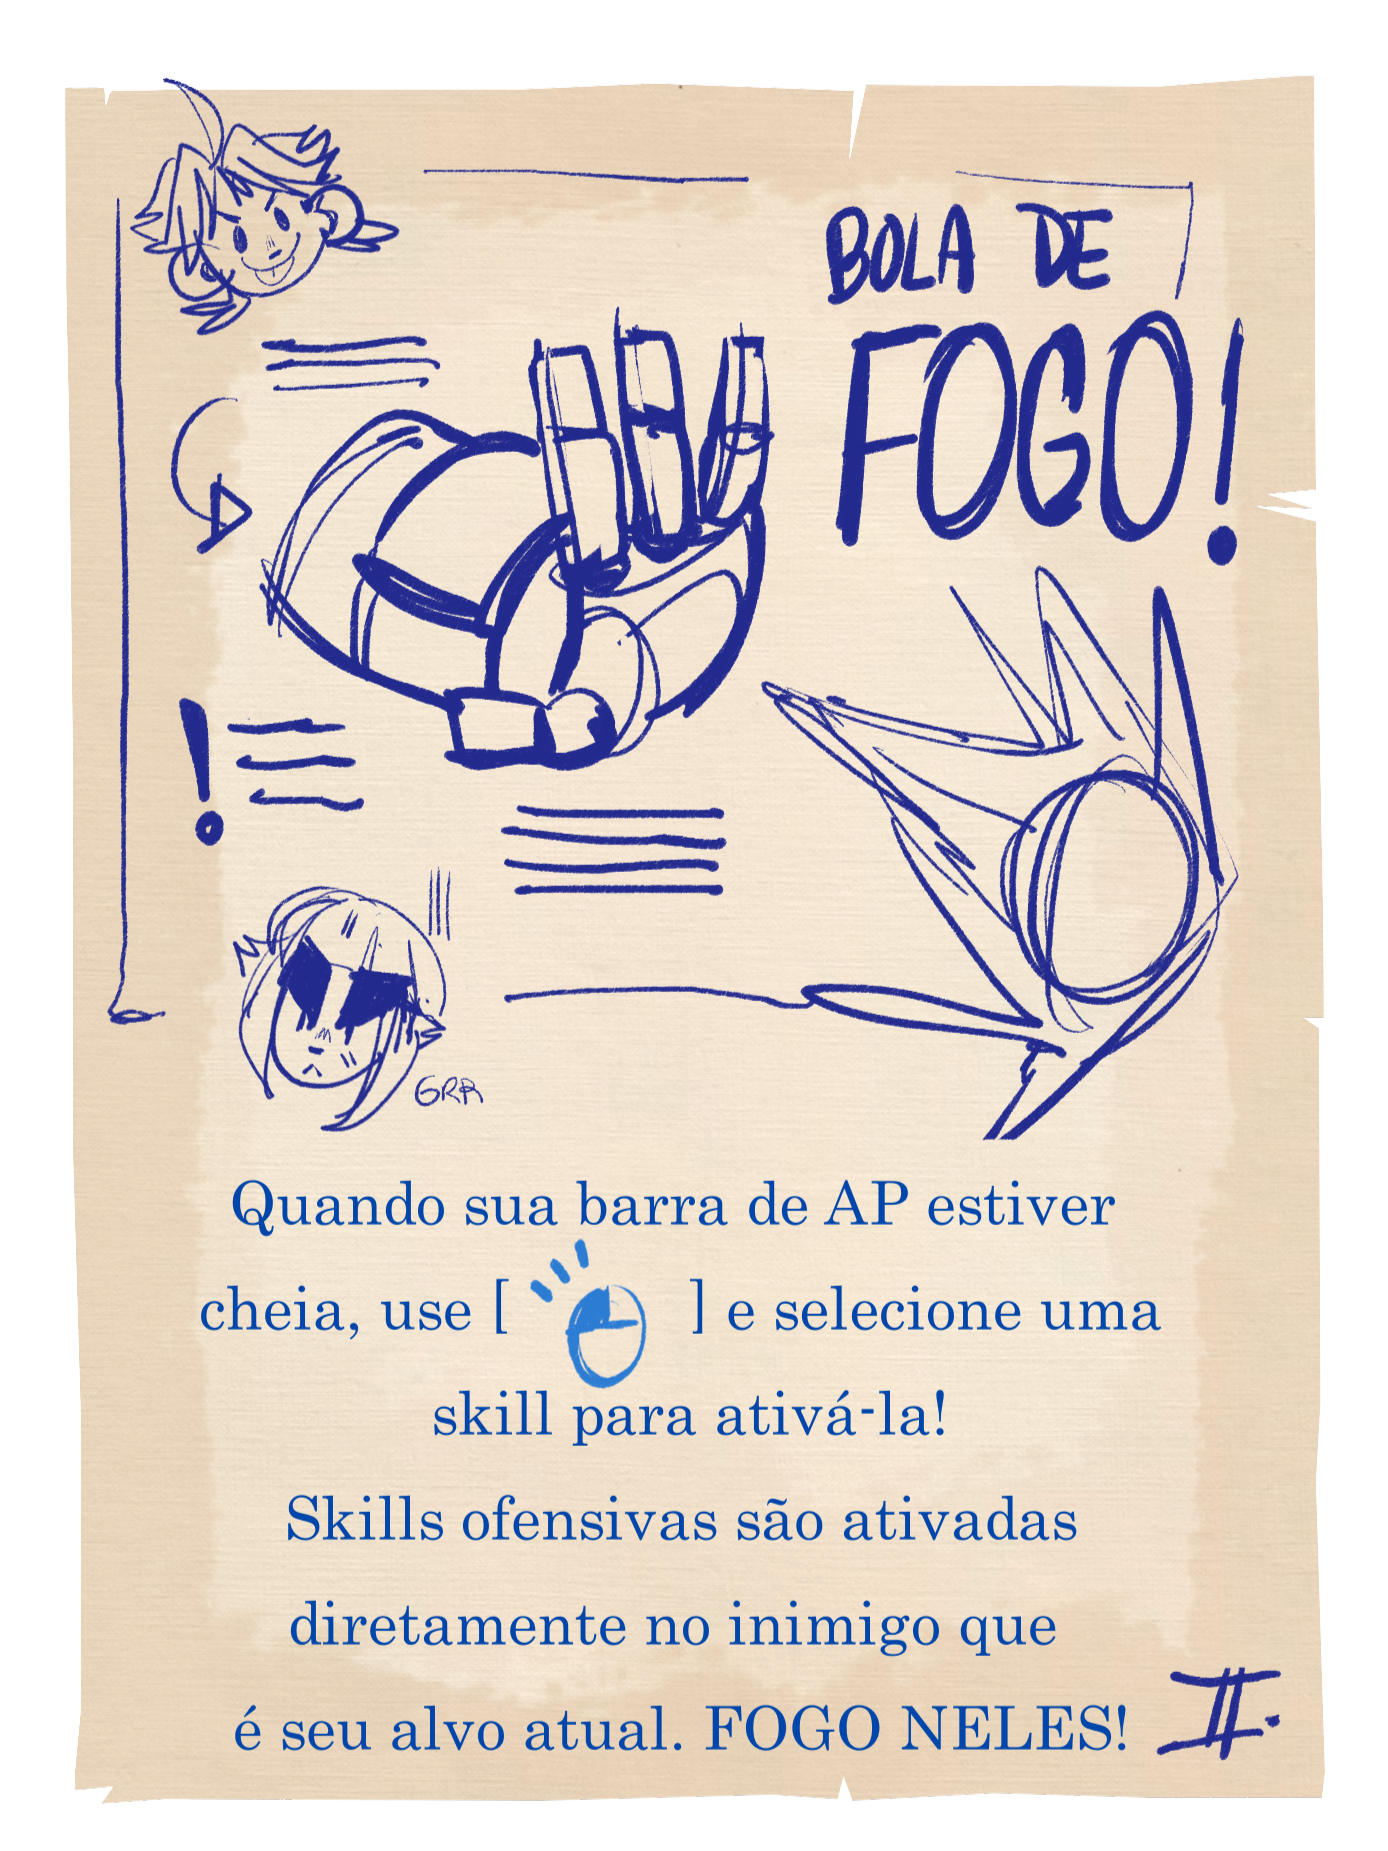 BOLA DE
FOGO!
!
GRR
Quando sua barra de AP estiver
cheia, use [ ] e selecione uma
skill para ativá-la!
Skills ofensivas são ativadas
diretamente no inimigo que
é seu alvo atual. FOGO NELES!
II.